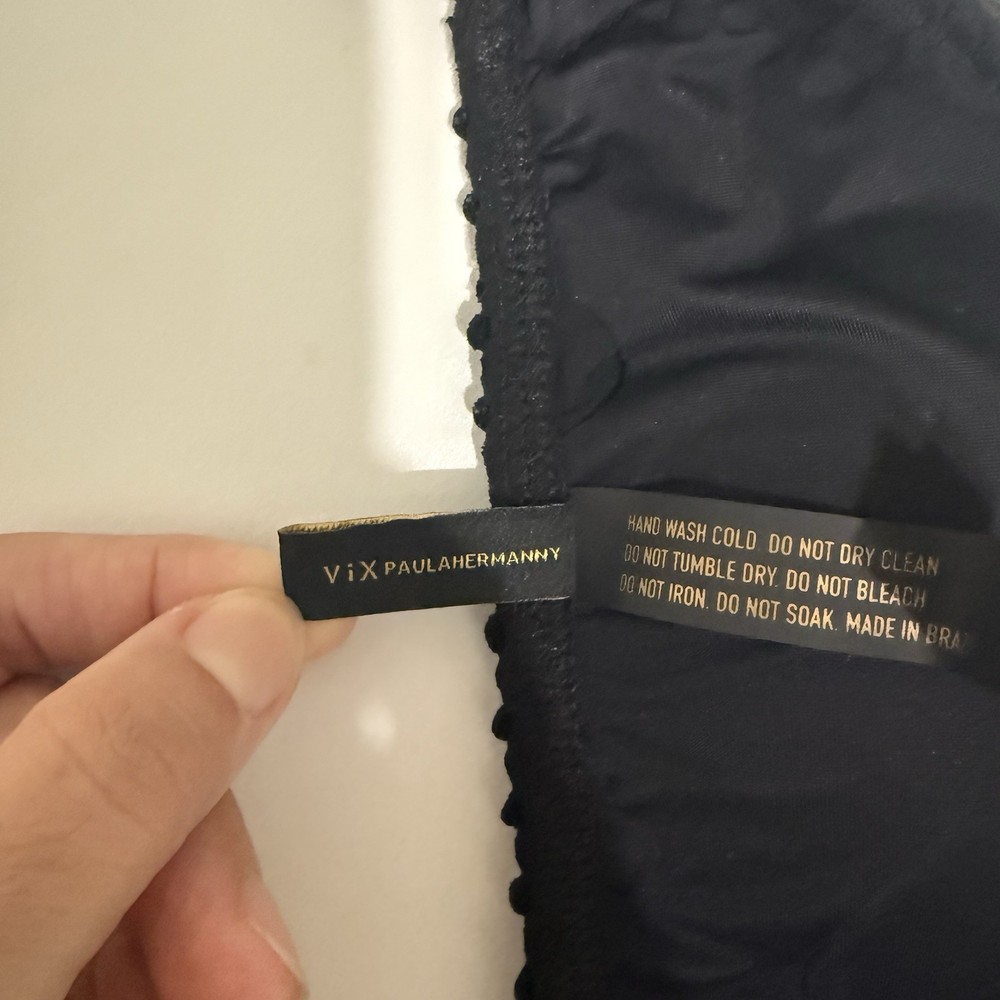 ViX PAULAHERMANNY
HAND WASH COLD. DO NOT DRY CLEAN
DO NOT TUMBLE DRY. DO NOT BLEACH
DO NOT IRON. DO NOT SOAK. MADE IN